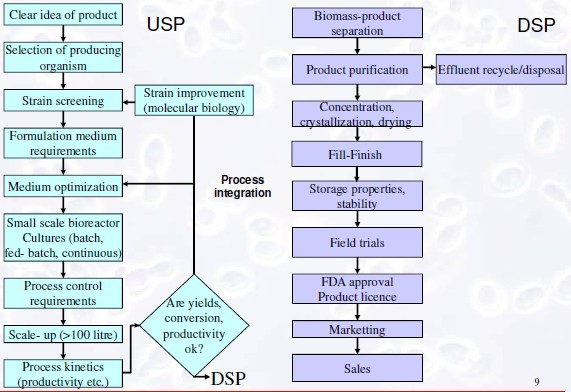 Clear idea of product
USP
Selection of producing
organism
Strain screening
Strain improvement
(molecular biology)
Formulation medium
requirements
Medium optimization
Small scale bioreactor
Cultures (batch,
fed- batch, continuous)
Process control
requirements
Scale- up (>100 litre)
Process kinetics
(productivity etc,)
Are yields,
conversion,
productivity
ok?
DSP
Process
integration
Biomass-product
separation
DSP
Product purification
Effluent recycle/disposal
Concentration,
crystallization, drying
Fill-Finish
Storage properties,
stability
Field trials
FDA approval
Product licence
Marketting
Sales
9